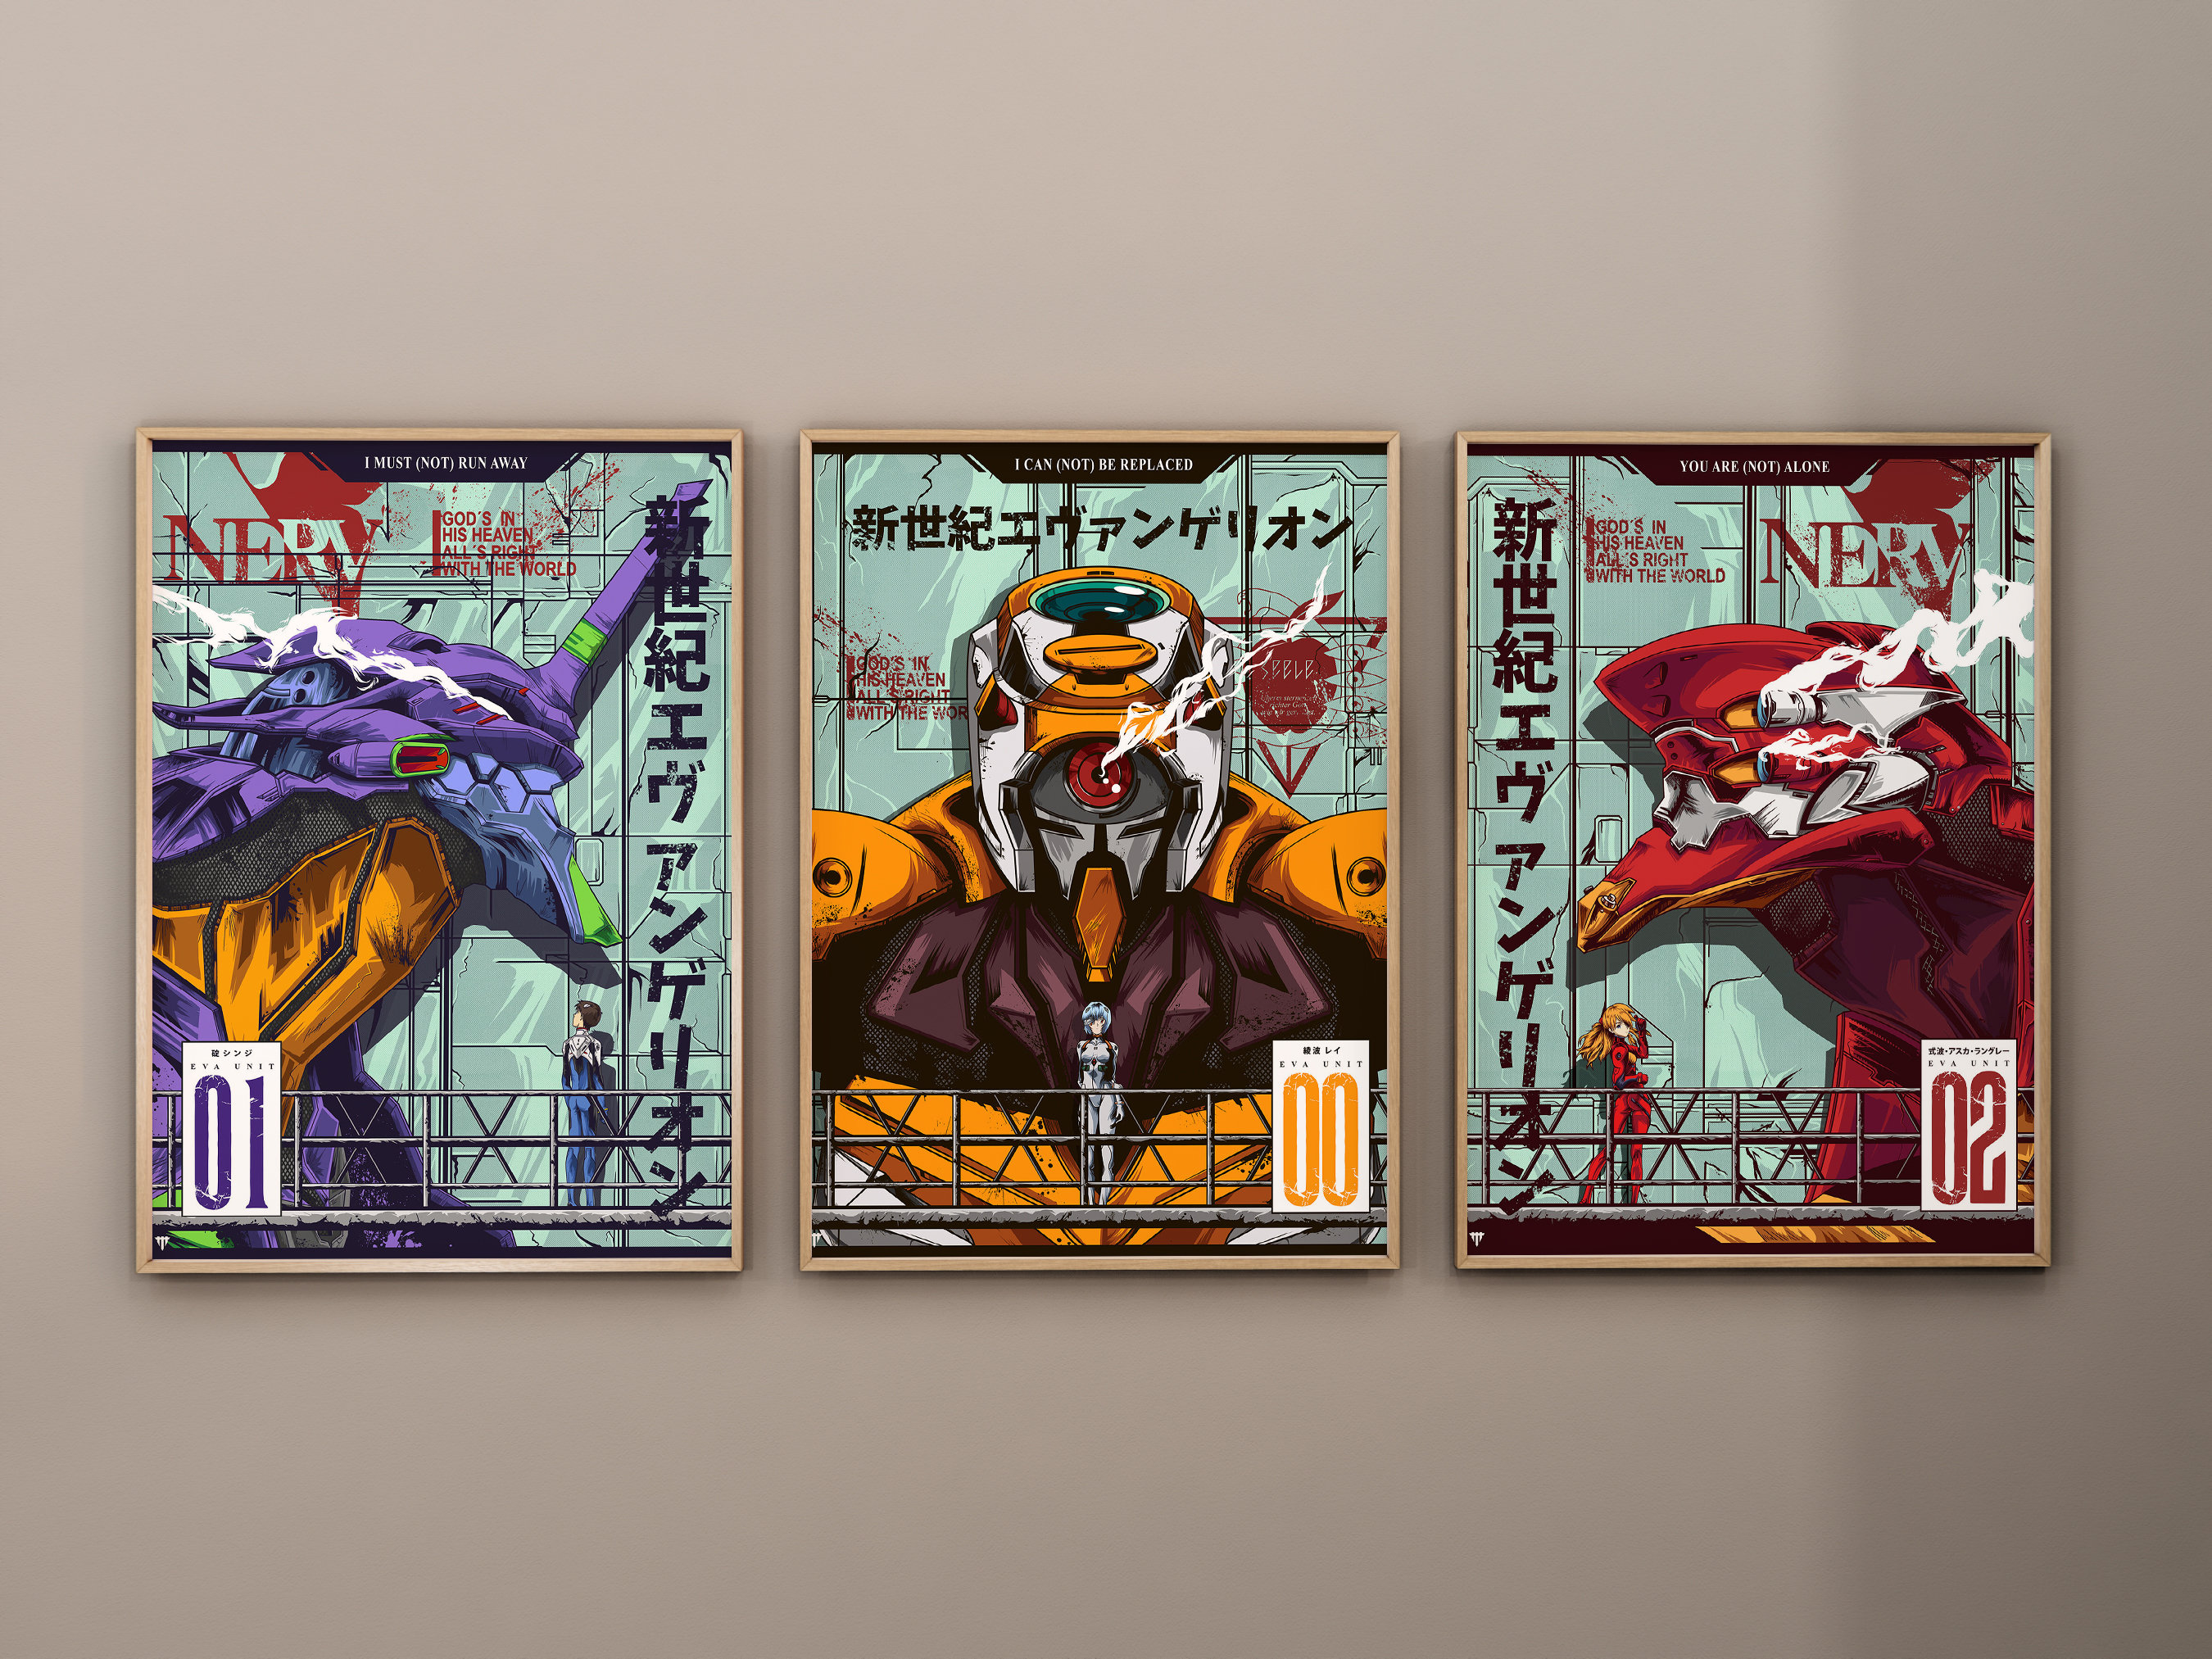 I MUST (NOT) RUN AWAY
NERV
GOD'S IN
HIS HEAVEN
ALL'S RIGHT
WITH THE WORLD
新世紀エヴァンゲリオン
碇シンジ
EVA UNIT
01
I CAN (NOT) BE REPLACED
新世紀エヴァンゲリオン
GOD'S IN
HIS HEAVEN
ALL'S RIGHT
WITH THE WOR
SEELE
綾波レイ
EVA UNIT
00
YOU ARE (NOT) ALONE
新世紀エヴァンゲリオン
GOD'S IN
HIS HEAVEN
ALL'S RIGHT
WITH THE WORLD
NERV
式波・アスカ・ラングレー
EVA UNIT
02